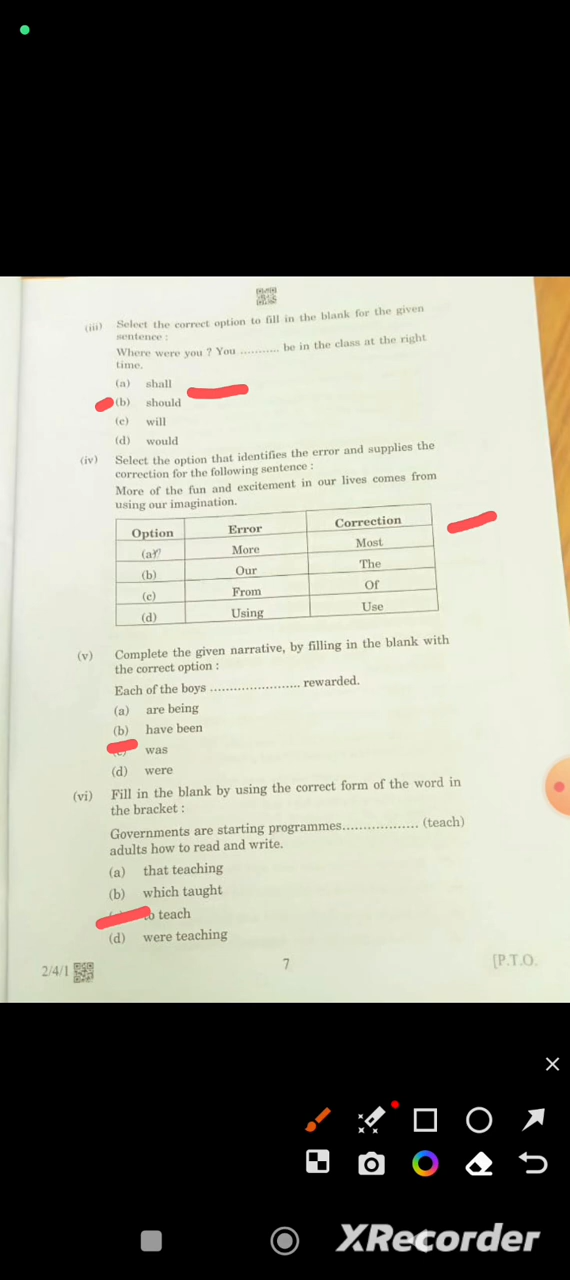 (iii) Select the correct option to fill in the blank for the given
sentence :
Where were you ? You ........... be in the class at the right
time.
(a) shall
(b) should
(c) will
(d) would
(iv) Select the option that identifies the error and supplies the
correction for the following sentence :
More of the fun and excitement in our lives comes from
using our imagination.
Option Error Correction
(a) More Most
(b) Our The
(c) From Of
(d) Using Use
(v) Complete the given narrative, by filling in the blank with
the correct option :
Each of the boys ....................... rewarded.
(a) are being
(b) have been
was
(d) were
(vi) Fill in the blank by using the correct form of the word in
the bracket :
Governments are starting programmes.................. (teach)
adults how to read and write.
(a) that teaching
(b) which taught
to teach
(d) were teaching
2/4/1 7 [P.T.O.
XRecorder